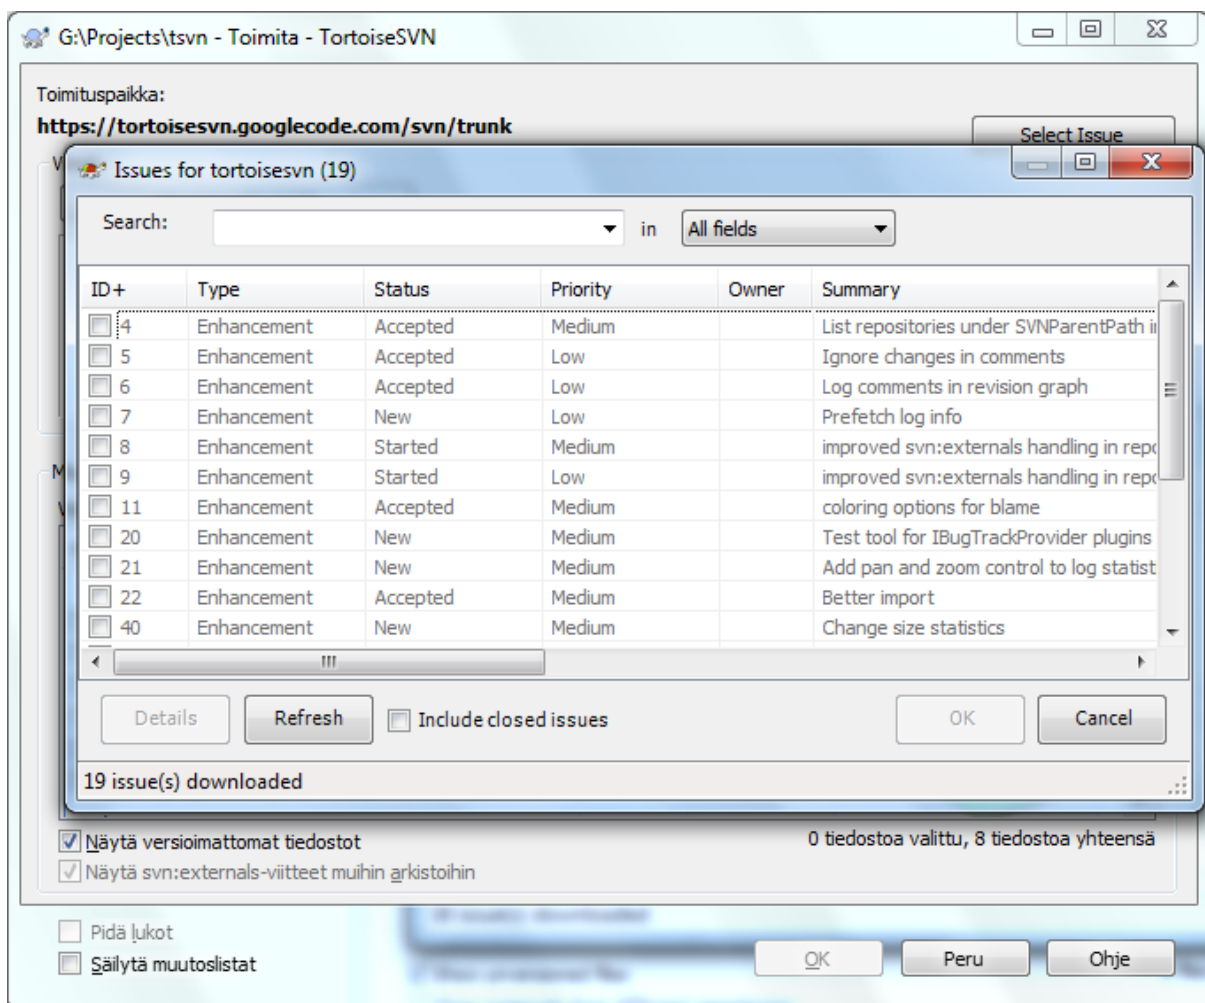 G:\Projects\tsvn - Toimita - TortoiseSVN
Toimituspaikka:
https://tortoisesvn.googlecode.com/svn/trunk
Select Issue
Issues for tortoisesvn (19)
Search: in All fields
ID+ Type Status Priority Owner Summary
4 Enhancement Accepted Medium List repositories under SVNParentPath
5 Enhancement Accepted Low Ignore changes in comments
6 Enhancement Accepted Low Log comments in revision graph
7 Enhancement New Low Prefetch log info
8 Enhancement Started Medium improved svn:externals handling in repo
9 Enhancement Started Low improved svn:externals handling in repo
11 Enhancement Accepted Medium coloring options for blame
20 Enhancement New Medium Test tool for IBugTrackProvider plugins
21 Enhancement New Medium Add pan and zoom control to log statist
22 Enhancement Accepted Medium Better import
40 Enhancement New Medium Change size statistics
Details Refresh Include closed issues OK Cancel
19 issue(s) downloaded
Näytä versioimattomat tiedostot 0 tiedostoa valittu, 8 tiedostoa yhteensä
Näytä svn:externals-viitteet muihin arkistoihin
Pidä lukot
Säilytä muutoslistat
OK Peru Ohje